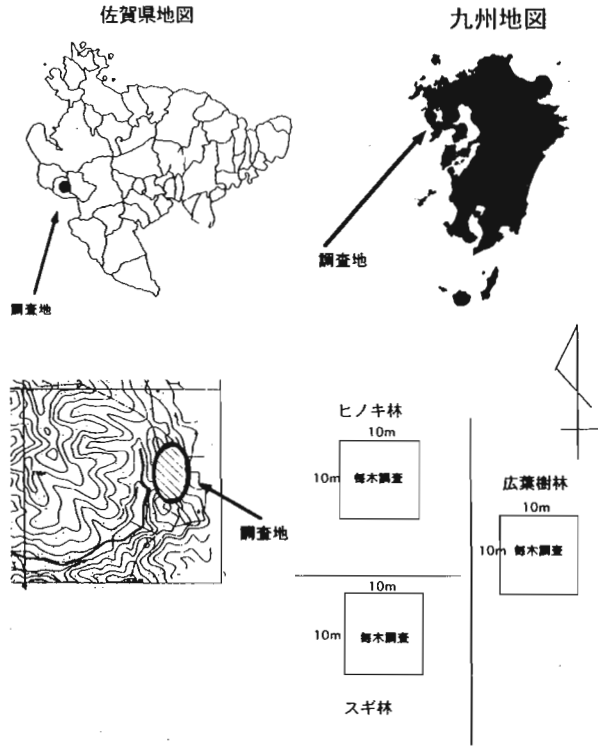 佐賀県地図
九州地図
調査地
調査地
調査地
ヒノキ林
10m
10m
毎木調査
広葉樹林
10m
10m
毎木調査
10m
10m
毎木調査
スギ林